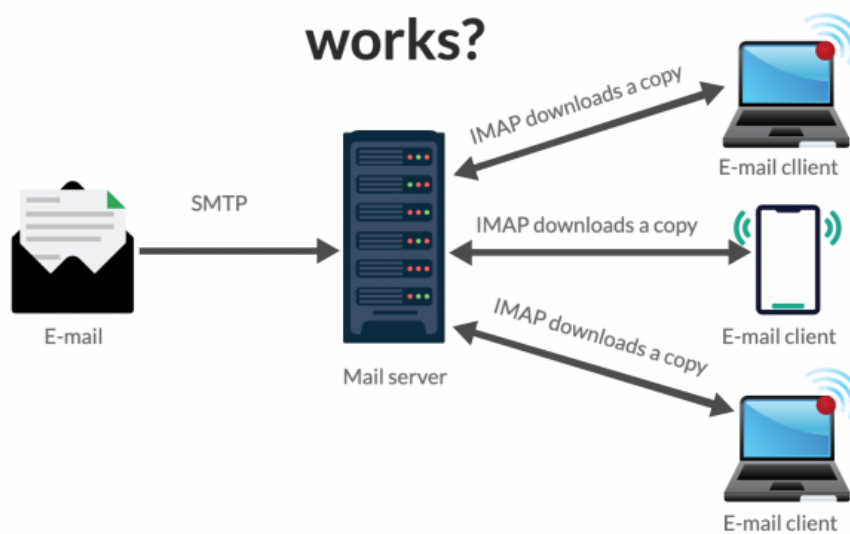 works?
IMAP downloads a copy
E-mail cllient
SMTP
IMAP downloads a copy
E-mail
E-mail client
IMAP downloads a copy
Mail server
E-mail client